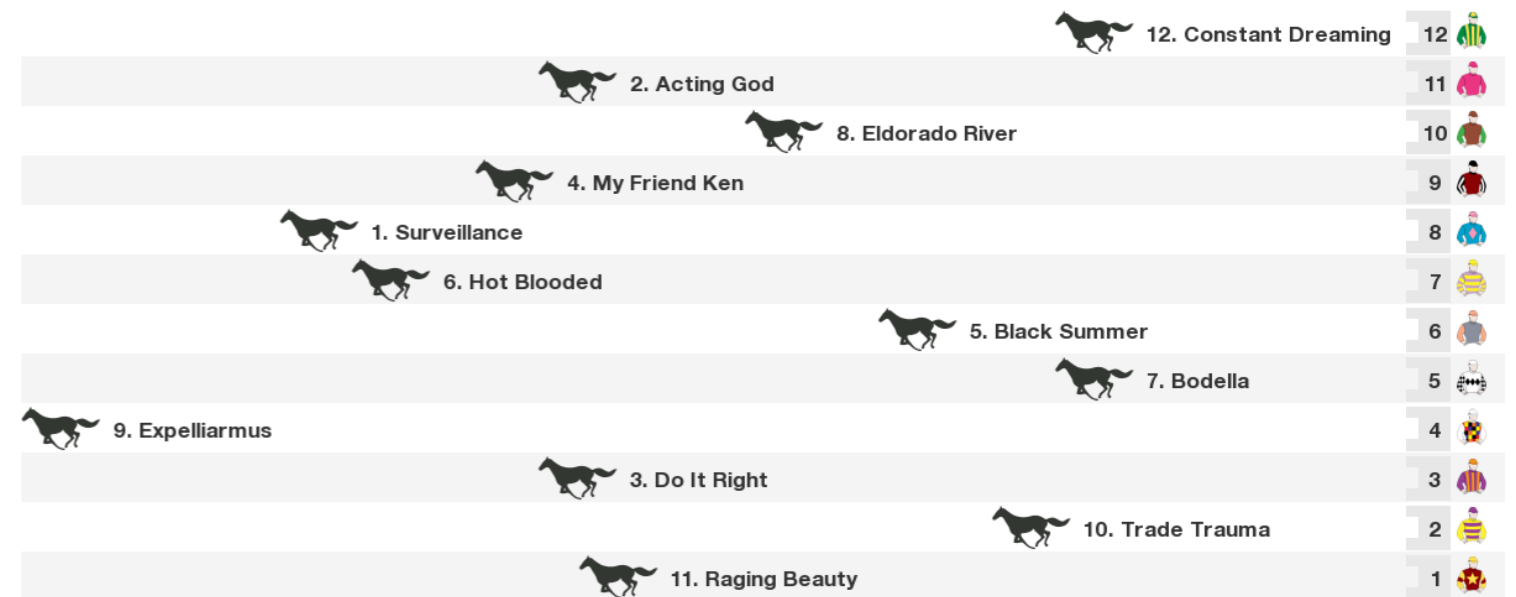 12. Constant Dreaming 12
2. Acting God 11
8. Eldorado River 10
4. My Friend Ken 9
1. Surveillance 8
6. Hot Blooded 7
5. Black Summer 6
7. Bodella 5
9. Expelliarmus 4
3. Do It Right 3
10. Trade Trauma 2
11. Raging Beauty 1